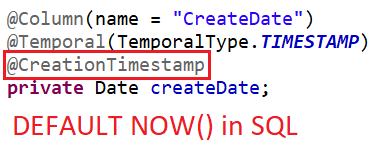 @Column(name = "CreateDate")
@Temporal(TemporalType.TIMESTAMP)
@CreationTimestamp
private Date createDate;
DEFAULT NOW() in SQL